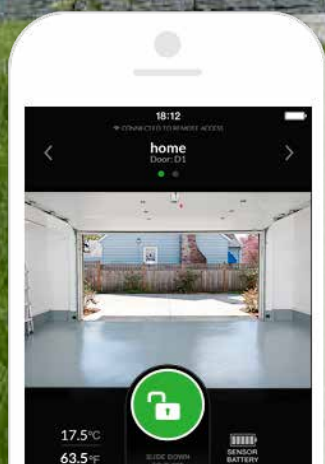 18:12
CONNECTED TO REMOTE ACCESS
home
Door: D1
17.5°C
63.5°F
SLIDE DOWN
SENSOR
BATTERY